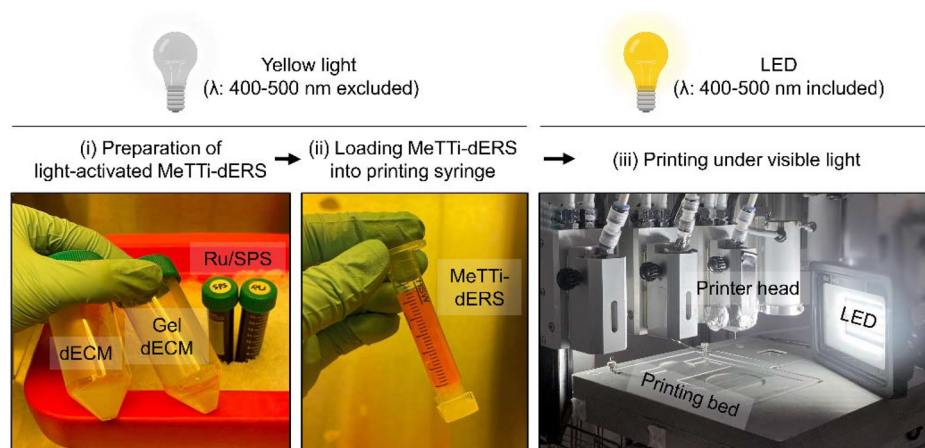 Yellow light
(λ: 400-500 nm excluded)
LED
(λ: 400-500 nm included)
(i) Preparation of
light-activated MeTTi-dERS
(ii) Loading MeTTi-dERS
into printing syringe
(iii) Printing under visible light
Ru/SPS
dECM
Gel
dECM
SPS
MeTTi-
dERS
Printer head
LED
Printing bed